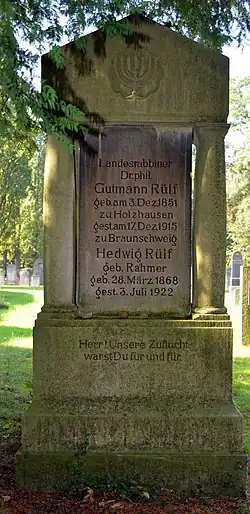 Landesrabbiner
Dr. phil.
Gutmann Rülf
geb. am 3. Dez. 1851
zu Holzhausen
gest. am 17. Dez. 1915
zu Braunschweig
Hedwig Rülf
geb. Rahmer
geb. 28. März 1868
gest. 3. Juli 1922
Herr! Unsere Zuflucht
warst Du für und für.